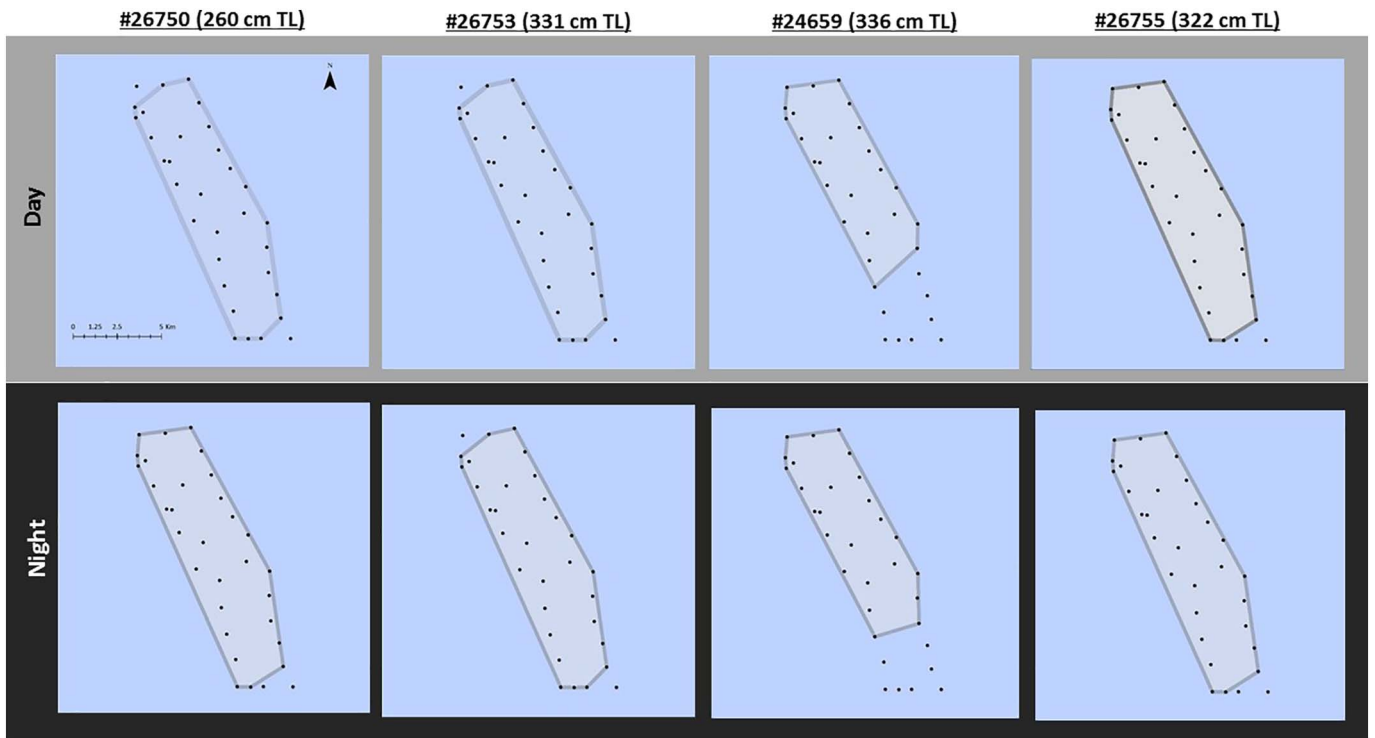 #26750 (260 cm TL) #26753 (331 cm TL) #24659 (336 cm TL) #26755 (322 cm TL)
N
Day
0 1.25 2.5 5 Km
Night